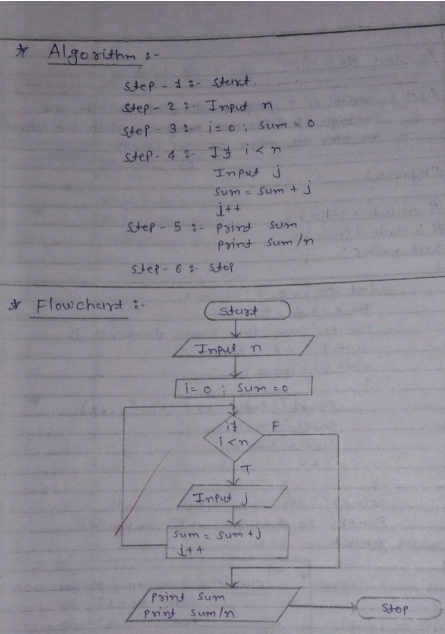 * Algorithm :-
Step - 1 :- Start.
Step - 2 :- Input n
Step - 3 :- i = 0 ; Sum = 0
Step - 4 :- If i < n
Input j
Sum = Sum + j
j++
Step - 5 :- Print Sum
Print Sum/n
Step - 6 :- Stop
* Flowchart :-
Start
Input n
i = 0 ; Sum = 0
if
i < n
F
T
Input j
Sum = Sum + j
i++
Print Sum
Print Sum/n
Stop